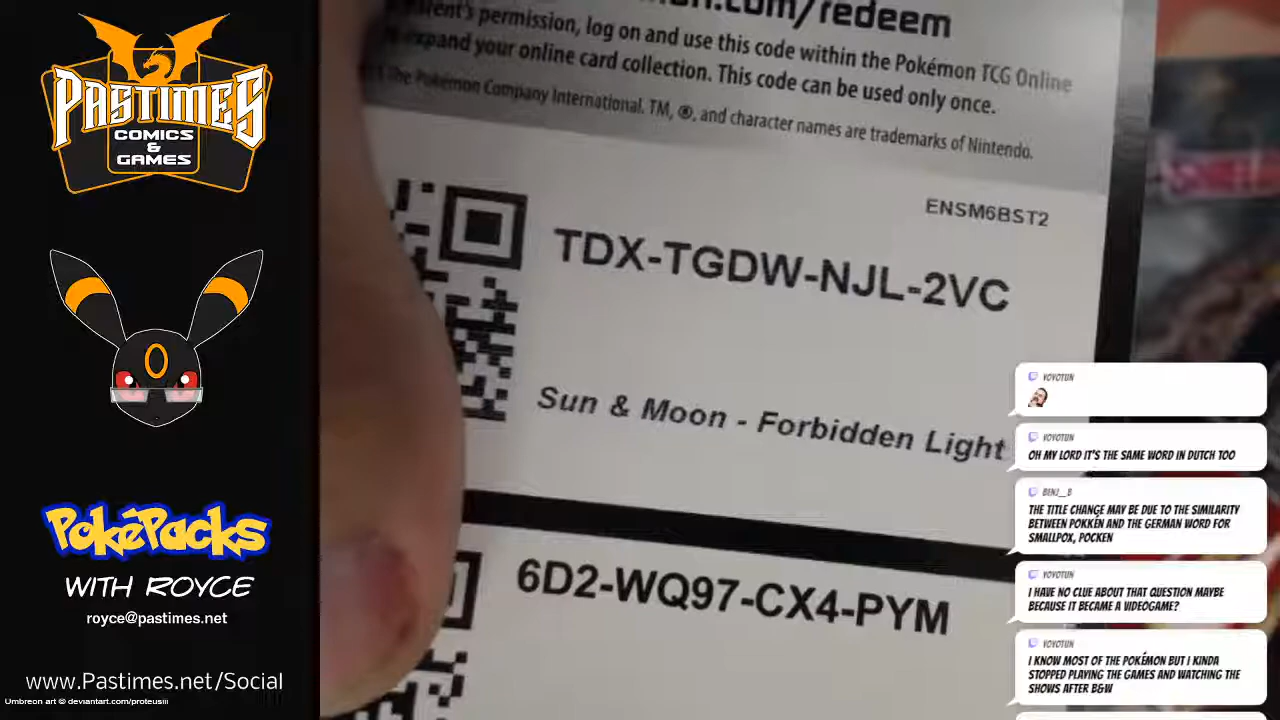 PASTIMES
COMICS
&
GAMES
PokéPacks
WITH ROYCE
royce@pastimes.net
www.Pastimes.net/Social
Umbreon art © deviantart.com/proteusiii
.com/redeem
parent's permission, log on and use this code within the Pokémon TCG Online
expand your online card collection. This code can be used only once.
The Pokémon Company International. TM, ®, and character names are trademarks of Nintendo.
ENSM6BST2
TDX-TGDW-NJL-2VC
Sun & Moon - Forbidden Light
6D2-WQ97-CX4-PYM
YOYOTUN
YOYOTUN
OH MY LORD IT'S THE SAME WORD IN DUTCH TOO
BENJ__B
THE TITLE CHANGE MAY BE DUE TO THE SIMILARITY
BETWEEN POKKÉN AND THE GERMAN WORD FOR
SMALLPOX, POCKEN
YOYOTUN
I HAVE NO CLUE ABOUT THAT QUESTION MAYBE
BECAUSE IT BECAME A VIDEOGAME?
YOYOTUN
I KNOW MOST OF THE POKÉMON BUT I KINDA
STOPPED PLAYING THE GAMES AND WATCHING THE
SHOWS AFTER B&W